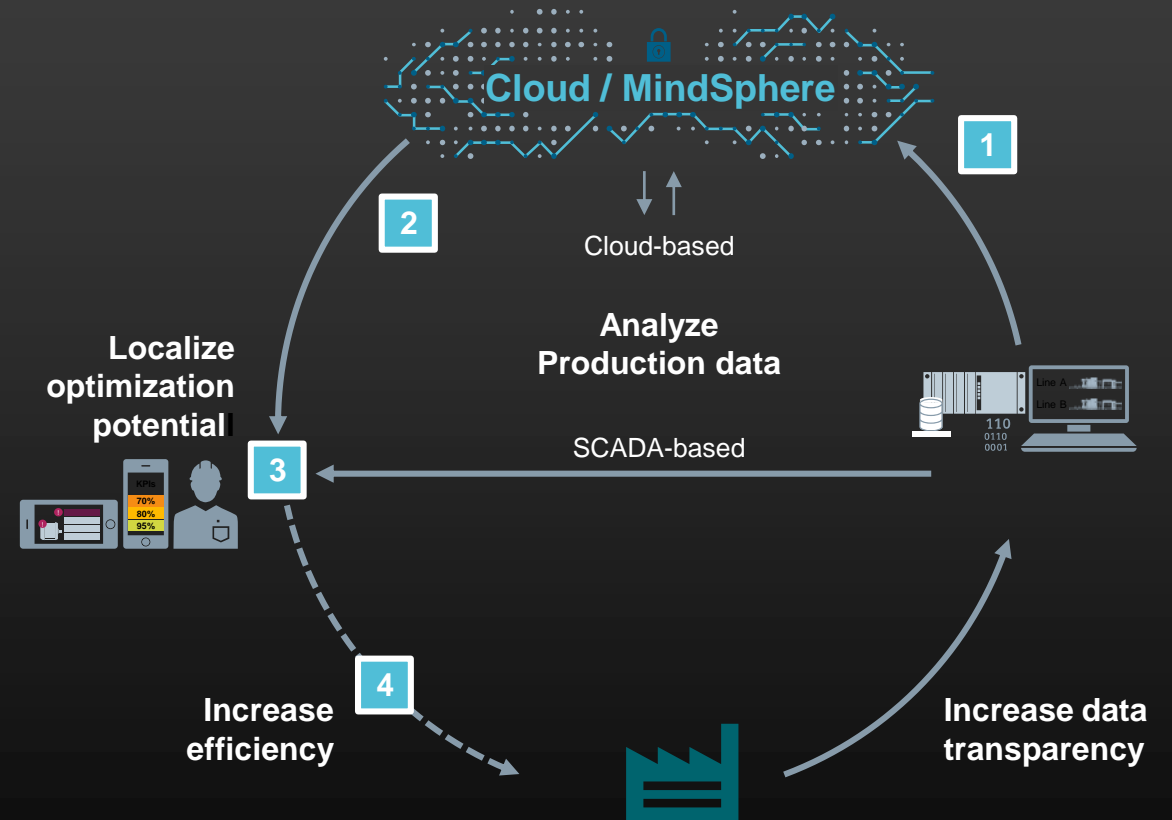 Cloud / MindSphere
1
2
Cloud-based
Analyze
Production data
Localize
optimization
potentiall
Line A
Line B
110
0110
0001
SCADA-based
3
KPIs
70%
80%
95%
!
!
4
Increase
efficiency
Increase data
transparency